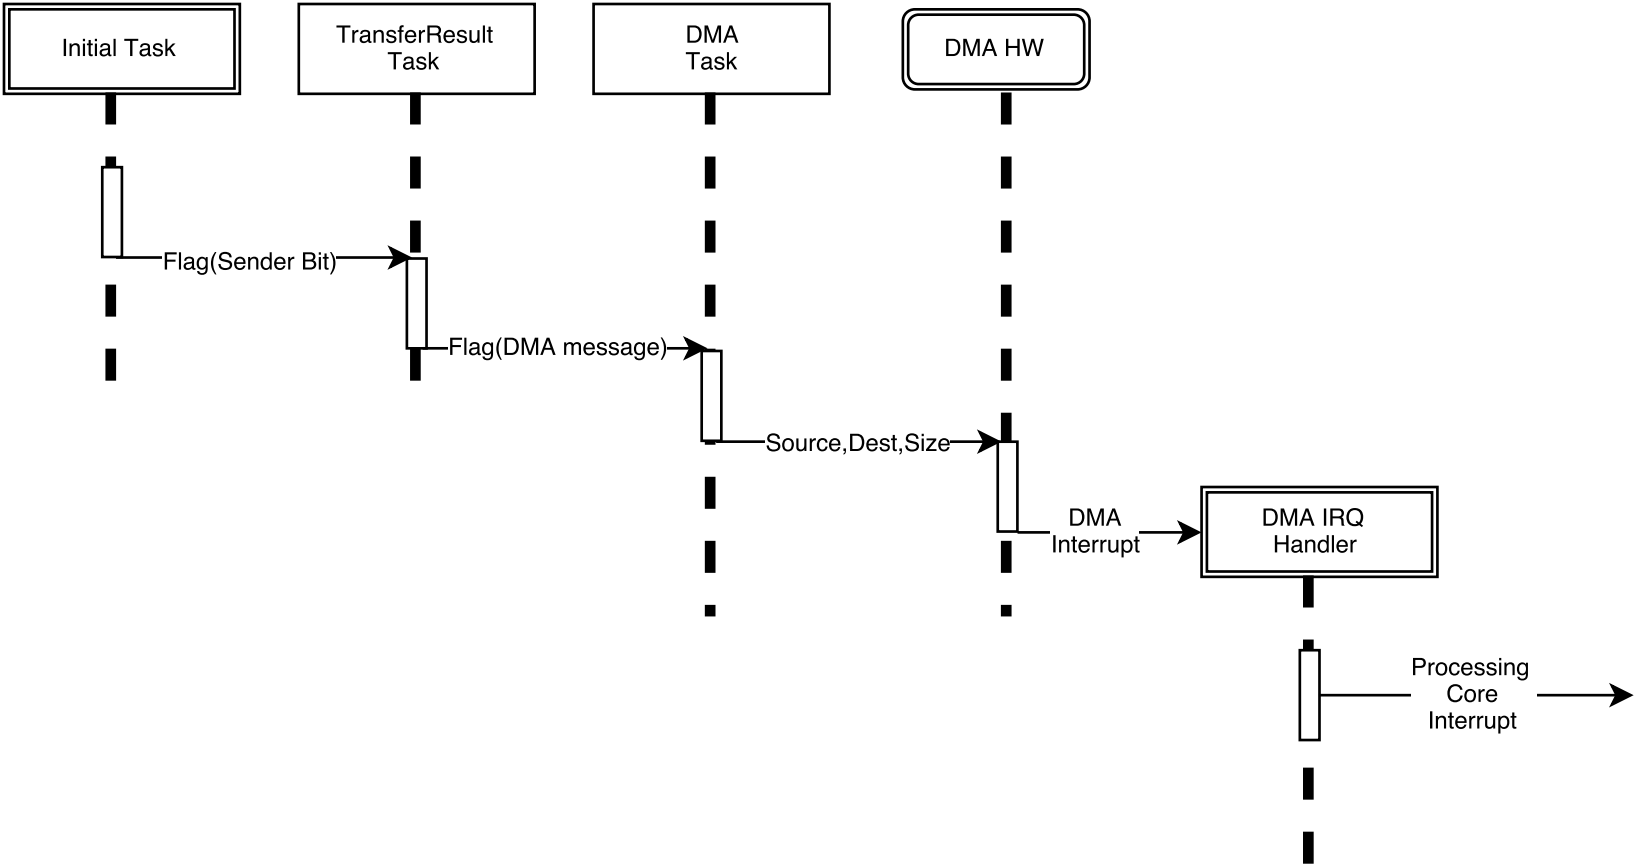 Initial Task
TransferResult
Task
DMA
Task
DMA HW
Flag(Sender Bit)
Flag(DMA message)
Source,Dest,Size
DMA
Interrupt
DMA IRQ
Handler
Processing
Core
Interrupt